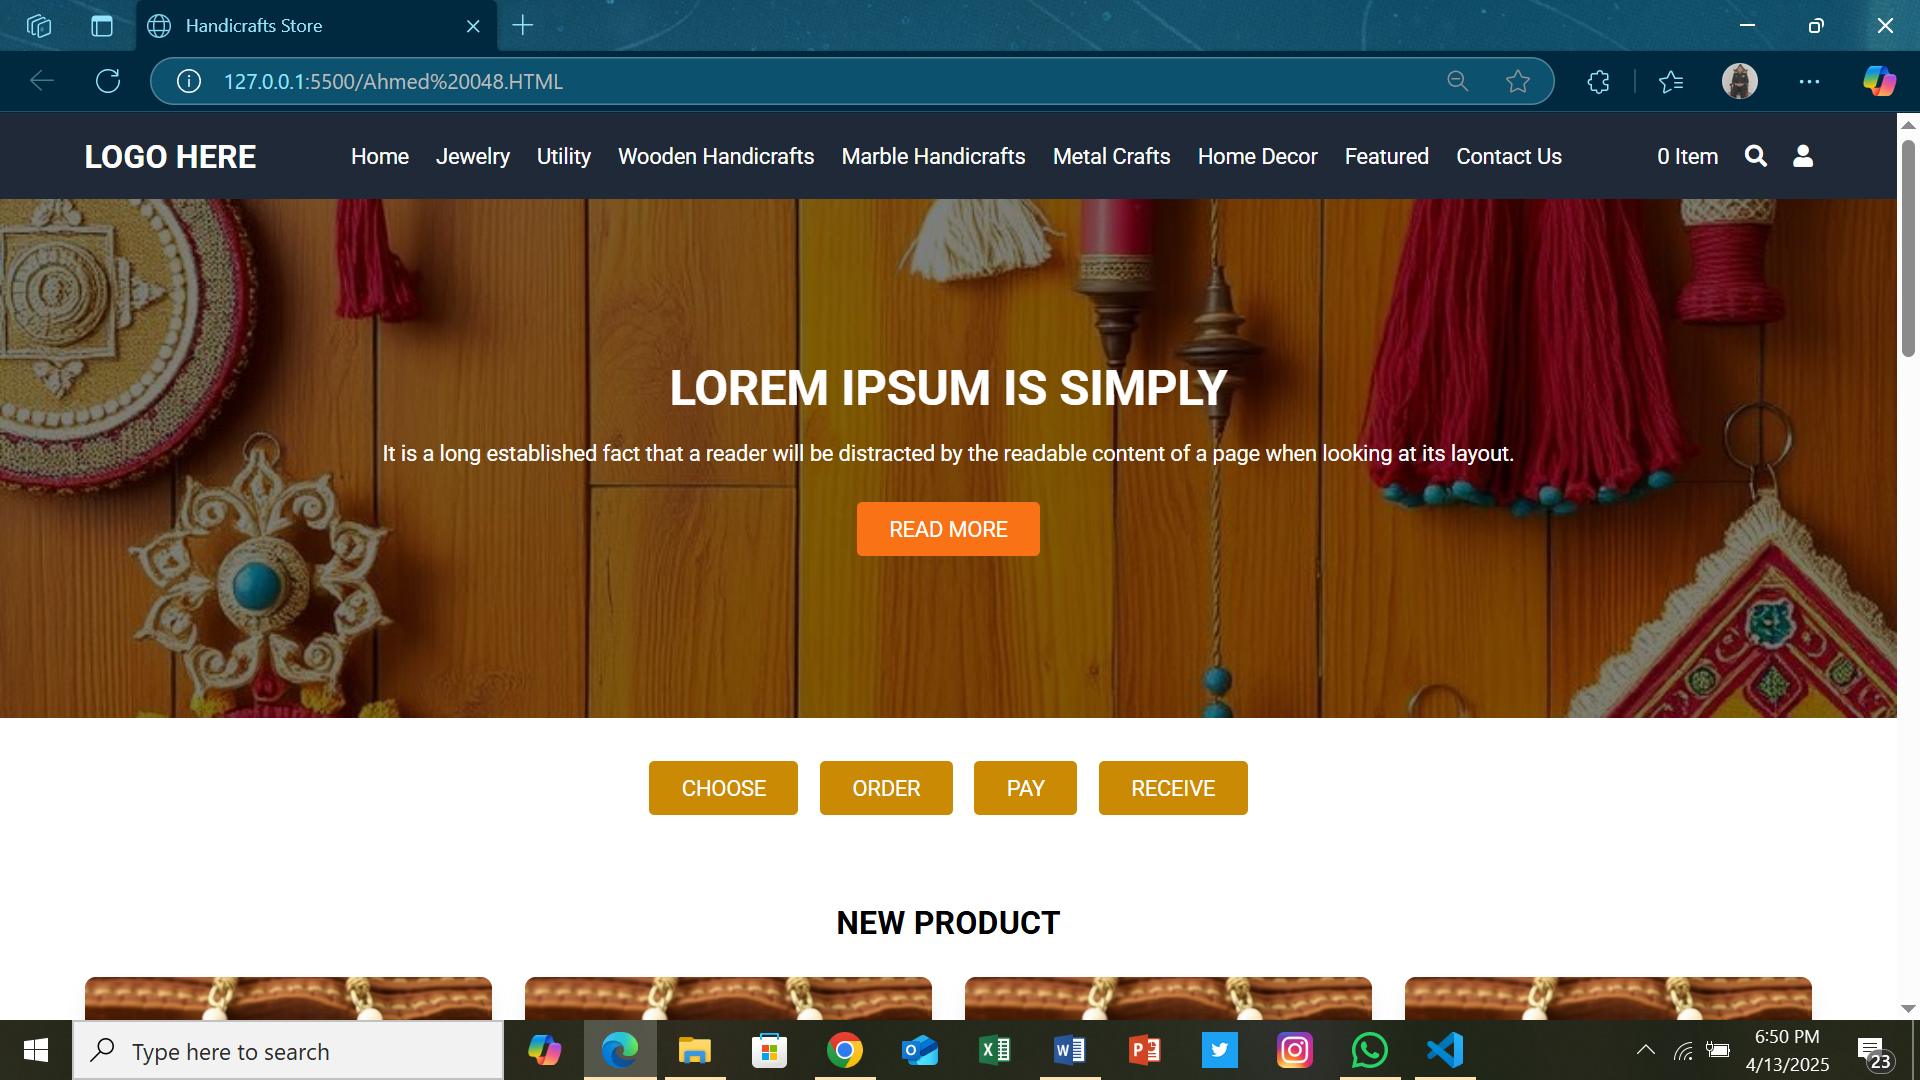 Handicrafts Store
127.0.0.1:5500/Ahmed%20048.HTML
LOGO HERE
Home Jewelry Utility Wooden Handicrafts Marble Handicrafts Metal Crafts Home Decor Featured Contact Us
0 Item
LOREM IPSUM IS SIMPLY
It is a long established fact that a reader will be distracted by the readable content of a page when looking at its layout.
READ MORE
CHOOSE ORDER PAY RECEIVE
NEW PRODUCT
Type here to search
6:50 PM
4/13/2025
23